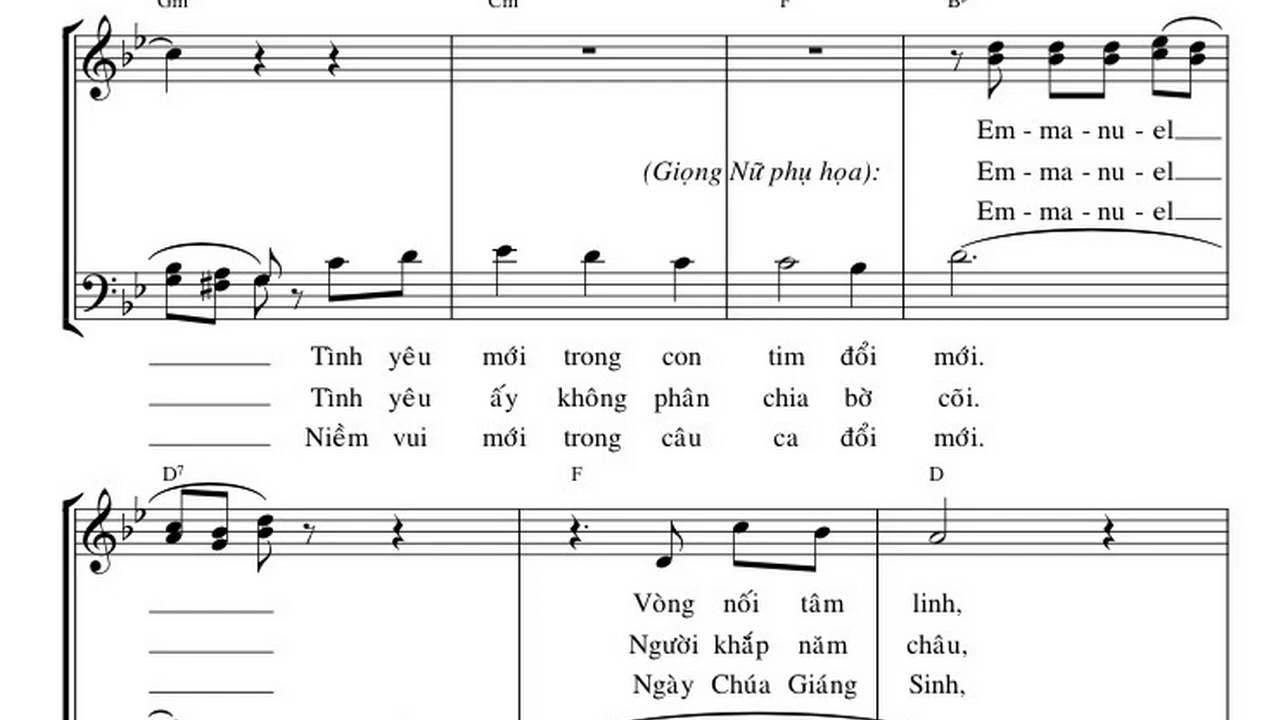 Gm Cm F B♭
Em - ma - nu - el
(Giọng Nữ phụ họa): Em - ma - nu - el
Em - ma - nu - el
Tình yêu mới trong con tim đổi mới.
Tình yêu ấy không phân chia bờ cõi.
Niềm vui mới trong câu ca đổi mới.
D7 F D
Vòng nối tâm linh,
Người khắp năm châu,
Ngày Chúa Giáng Sinh,